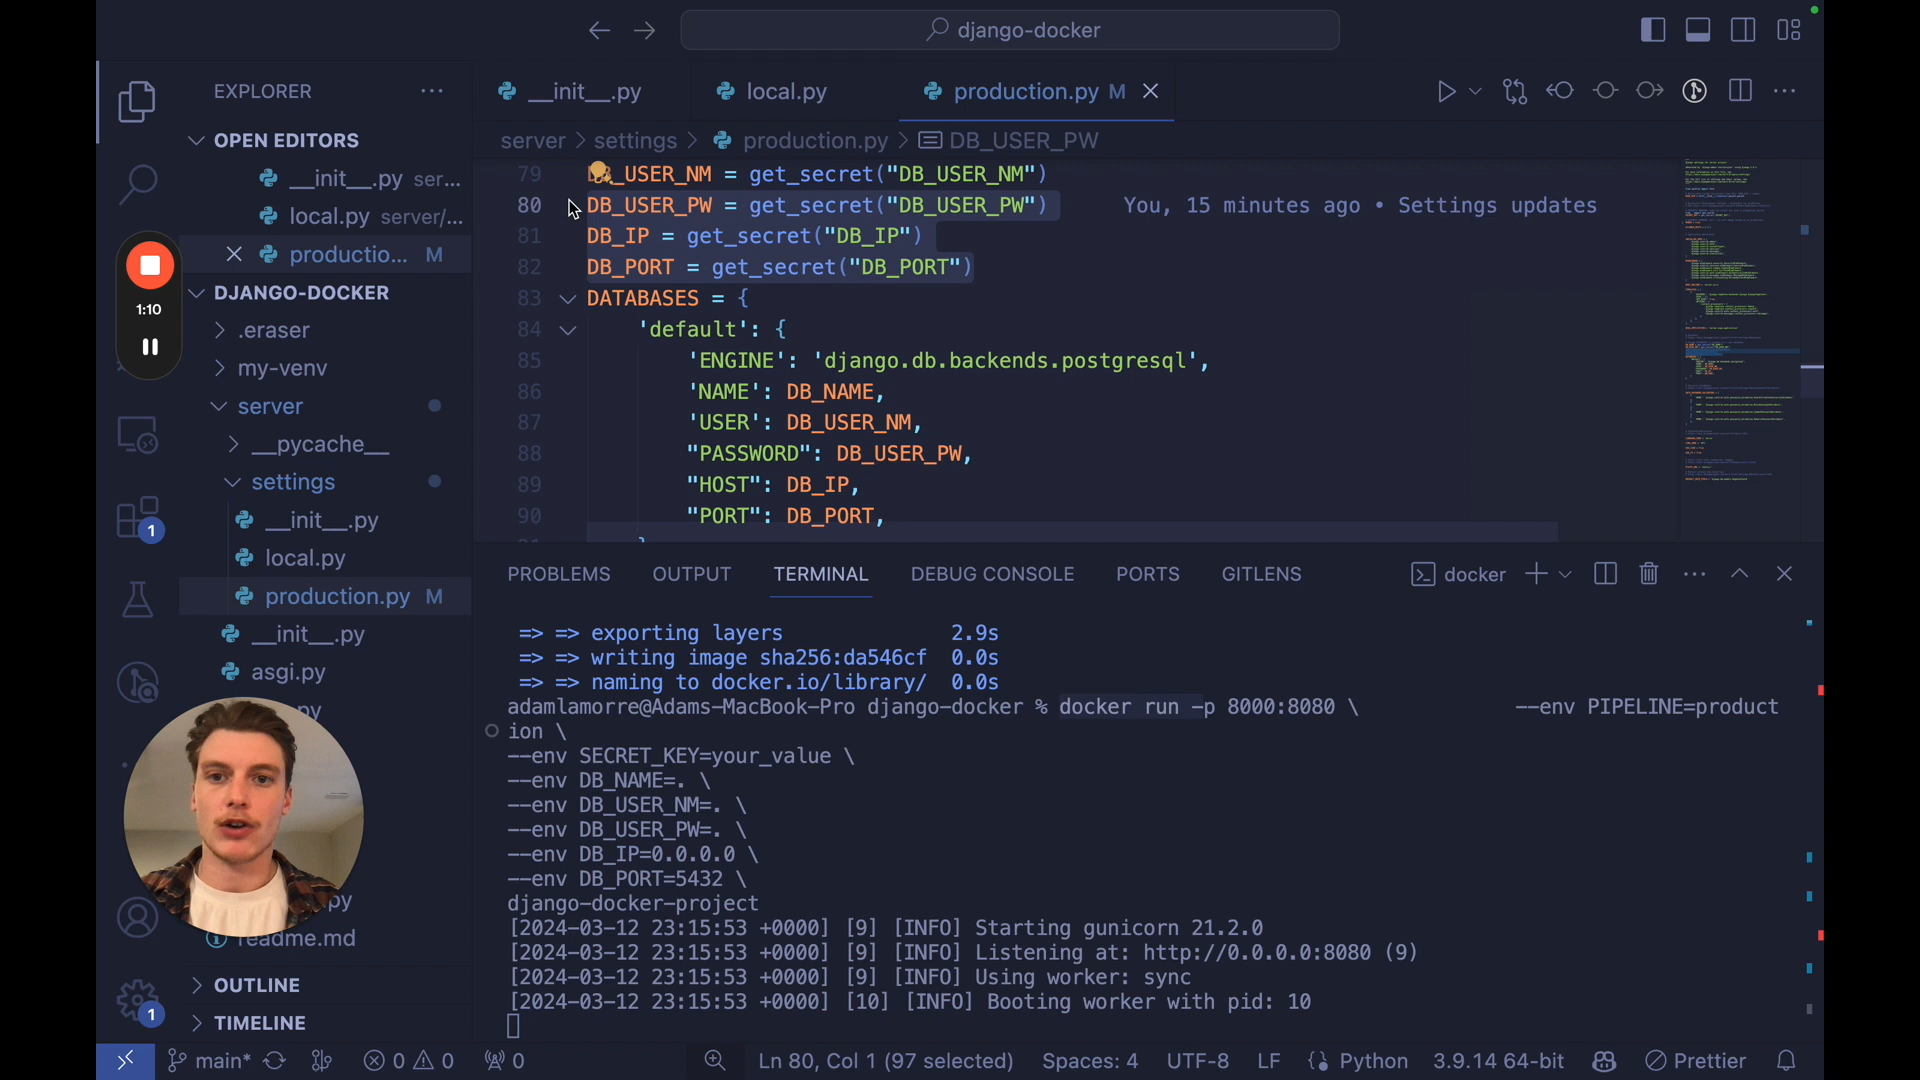 django-docker
EXPLORER
OPEN EDITORS
__init__.py ser...
local.py server/...
productio... M
1:10
DJANGO-DOCKER
.eraser
my-venv
server
__pycache__
settings
__init__.py
local.py
production.py M
__init__.py
asgi.py
py
py
readme.md
OUTLINE
TIMELINE
1
1
__init__.py
local.py
production.py M
server > settings > production.py > DB_USER_PW
79 DB_USER_NM = get_secret("DB_USER_NM")
80 DB_USER_PW = get_secret("DB_USER_PW") You, 15 minutes ago • Settings updates
81 DB_IP = get_secret("DB_IP")
82 DB_PORT = get_secret("DB_PORT")
83 DATABASES = {
84 'default': {
85 'ENGINE': 'django.db.backends.postgresql',
86 'NAME': DB_NAME,
87 'USER': DB_USER_NM,
88 "PASSWORD": DB_USER_PW,
89 "HOST": DB_IP,
90 "PORT": DB_PORT,
PROBLEMS OUTPUT TERMINAL DEBUG CONSOLE PORTS GITLENS docker
=> => exporting layers 2.9s
=> => writing image sha256:da546cf 0.0s
=> => naming to docker.io/library/ 0.0s
adamlamorre@Adams-MacBook-Pro django-docker % docker run -p 8000:8080 \ --env PIPELINE=product
ion \
--env SECRET_KEY=your_value \
--env DB_NAME=. \
--env DB_USER_NM=. \
--env DB_USER_PW=. \
--env DB_IP=0.0.0.0 \
--env DB_PORT=5432 \
django-docker-project
[2024-03-12 23:15:53 +0000] [9] [INFO] Starting gunicorn 21.2.0
[2024-03-12 23:15:53 +0000] [9] [INFO] Listening at: http://0.0.0.0:8080 (9)
[2024-03-12 23:15:53 +0000] [9] [INFO] Using worker: sync
[2024-03-12 23:15:53 +0000] [10] [INFO] Booting worker with pid: 10
main* 0 0 0 Ln 80, Col 1 (97 selected) Spaces: 4 UTF-8 LF Python 3.9.14 64-bit Prettier